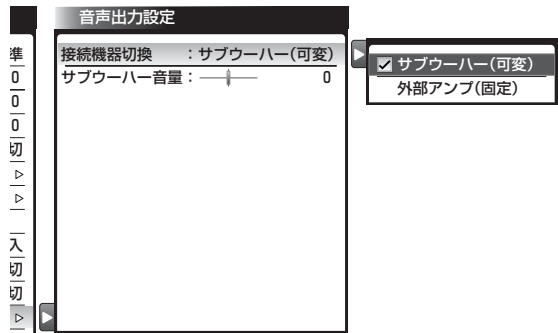 音声出力設定
準
0
0
0
切
▷
▷
入
切
切
▷
接続機器切換 :サブウーハー(可変)
サブウーハー音量: 0
サブウーハー(可変)
外部アンプ(固定)